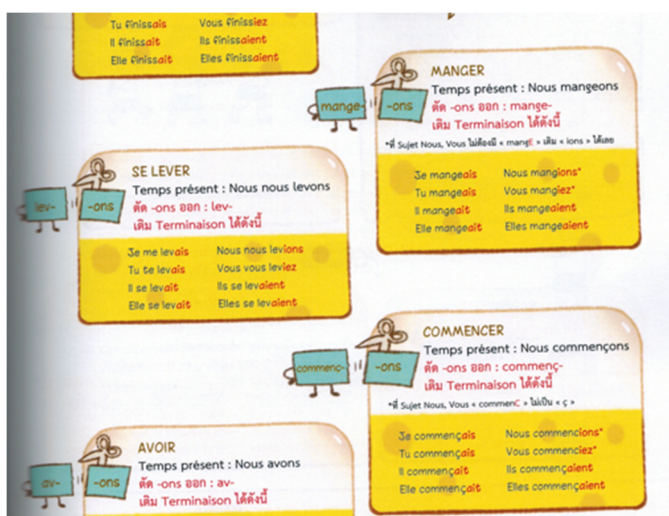 Tu finissais Vous finissiez
Il finissait Ils finissaient
Elle finissait Elles finissaient
MANGER
mange- -ons
Temps présent : Nous mangeons
ตัด -ons ออก : mange-
เติม Terminaison ได้ดังนี้
*ที่ Sujet Nous, Vous ไม่ต้องมี « mangE » เติม « ions » ได้เลย
Je mangeais Nous mangions*
Tu mangeais Vous mangiez*
Il mangeait Ils mangeaient
Elle mangeait Elles mangeaient
SE LEVER
lev- -ons
Temps présent : Nous nous levons
ตัด -ons ออก : lev-
เติม Terminaison ได้ดังนี้
Je me levais Nous nous levions
Tu te levais Vous vous leviez
Il se levait Ils se levaient
Elle se levait Elles se levaient
COMMENCER
commenç- -ons
Temps présent : Nous commençons
ตัด -ons ออก : commenç-
เติม Terminaison ได้ดังนี้
*ที่ Sujet Nous, Vous « commenC » ไม่เป็น « ç »
Je commençais Nous commencions*
Tu commençais Vous commenciez*
Il commençait Ils commençaient
Elle commençait Elles commençaient
AVOIR
av- -ons
Temps présent : Nous avons
ตัด -ons ออก : av-
เติม Terminaison ได้ดังนี้